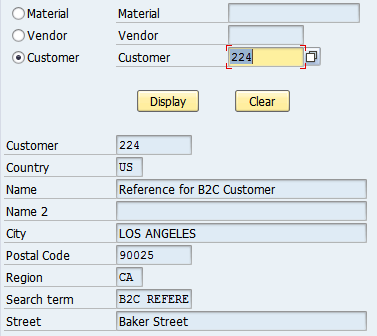 Material Material
Vendor Vendor
Customer Customer 224
Display Clear
Customer 224
Country US
Name Reference for B2C Customer
Name 2
City LOS ANGELES
Postal Code 90025
Region CA
Search term B2C REFERE
Street Baker Street